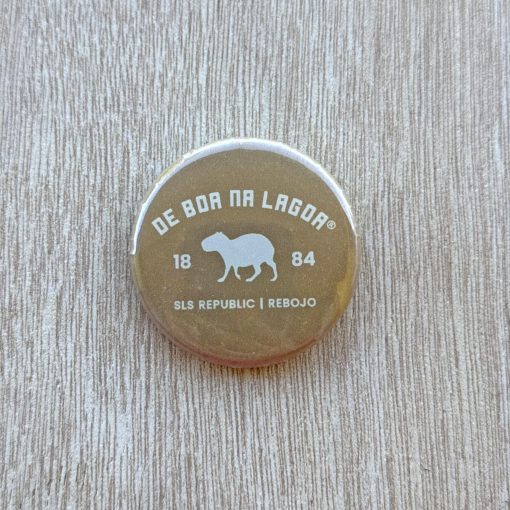 DE BOA NA LAGOA®
18 84
SLS REPUBLIC | REBOJO